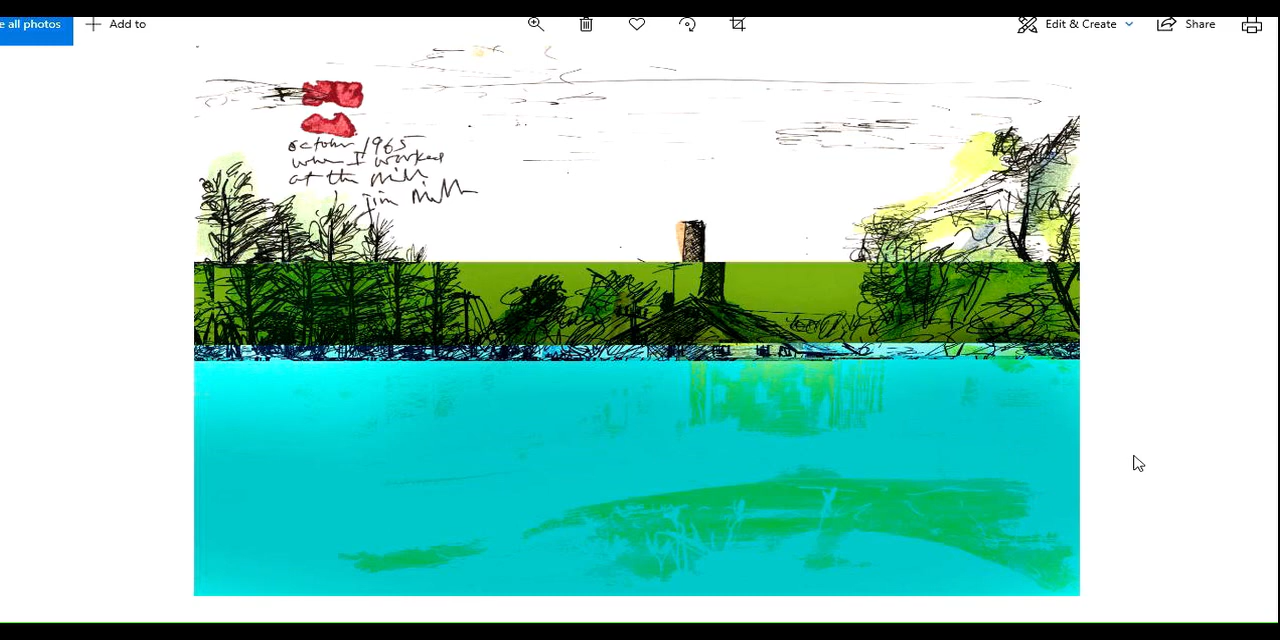 e all photos
Add to
Edit & Create
Share
october 1965
when I worked
at the Mill
Jim